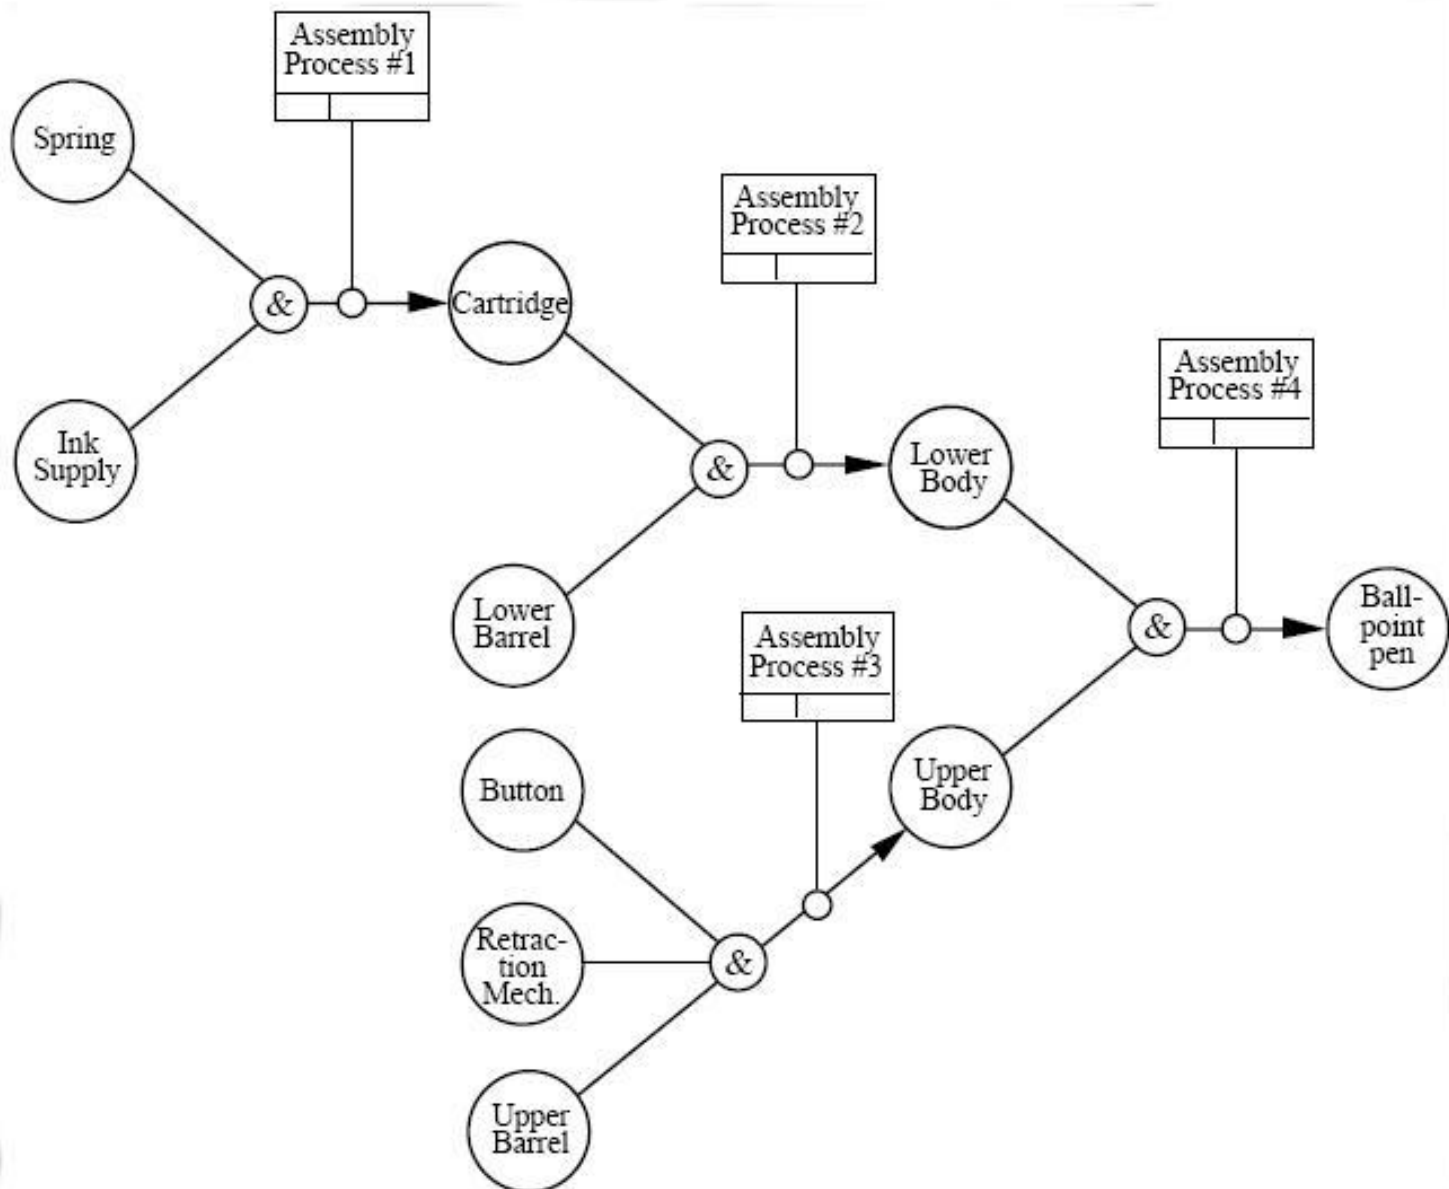 Assembly
Process #1
Spring
&
Cartridge
Ink
Supply
Assembly
Process #2
&
Lower
Body
Lower
Barrel
Assembly
Process #4
&
Ball-
point
pen
Assembly
Process #3
Button
Upper
Body
Retrac-
tion
Mech.
&
Upper
Barrel